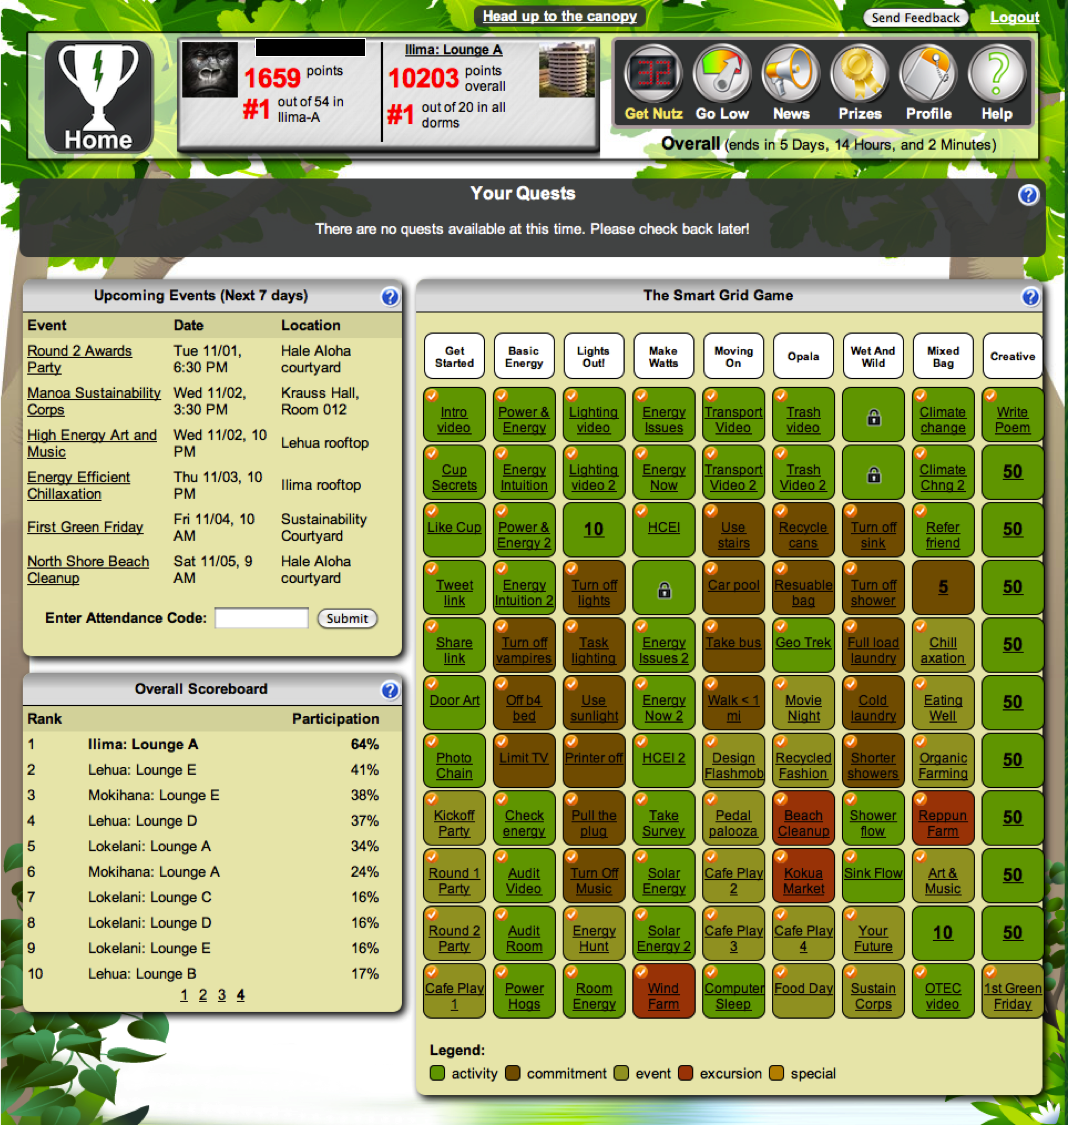 Head up to the canopy
Send Feedback
Logout
Home
1659 points
#1 out of 54 in
Ilima-A
Ilima: Lounge A
10203 points
overall
#1 out of 20 in all
dorms
32
Get Nutz Go Low News Prizes Profile Help
Overall (ends in 5 Days, 14 Hours, and 2 Minutes)
Your Quests
There are no quests available at this time. Please check back later!
Upcoming Events (Next 7 days)
Event Date Location
Round 2 Awards Party Tue 11/01, 6:30 PM Hale Aloha courtyard
Manoa Sustainability Corps Wed 11/02, 3:30 PM Krauss Hall, Room 012
High Energy Art and Music Wed 11/02, 10 PM Lehua rooftop
Energy Efficient Chillaxation Thu 11/03, 10 PM Ilima rooftop
First Green Friday Fri 11/04, 10 AM Sustainability Courtyard
North Shore Beach Cleanup Sat 11/05, 9 AM Hale Aloha courtyard
Enter Attendance Code: Submit
Overall Scoreboard
Rank Participation
1 Ilima: Lounge A 64%
2 Lehua: Lounge E 41%
3 Mokihana: Lounge E 38%
4 Lehua: Lounge D 37%
5 Lokelani: Lounge A 34%
6 Mokihana: Lounge A 24%
7 Lokelani: Lounge C 16%
8 Lokelani: Lounge D 16%
9 Lokelani: Lounge E 16%
10 Lehua: Lounge B 17%
1 2 3 4
The Smart Grid Game
Get Started Basic Energy Lights Out! Make Watts Moving On Opala Wet And Wild Mixed Bag Creative
Intro video Power & Energy Lighting video Energy Issues Transport Video Trash video Climate change Write Poem
Cup Secrets Energy Intuition Lighting video 2 Energy Now Transport Video 2 Trash Video 2 Climate Chng 2 50
Like Cup Power & Energy 2 10 HCEI Use stairs Recycle cans Turn off sink Refer friend 50
Tweet link Energy Intuition 2 Turn off lights Car pool Resuable bag Turn off shower 5 50
Share link Turn off vampires Task lighting Energy Issues 2 Take bus Geo Trek Full load laundry Chill axation 50
Door Art Off b4 bed Use sunlight Energy Now 2 Walk < 1 mi Movie Night Cold laundry Eating Well 50
Photo Chain Limit TV Printer off HCEI 2 Design Flashmob Recycled Fashion Shorter showers Organic Farming 50
Kickoff Party Check energy Pull the plug Take Survey Pedal palooza Beach Cleanup Shower flow Reppun Farm 50
Round 1 Party Audit Video Turn Off Music Solar Energy Cafe Play 2 Kokua Market Sink Flow Art & Music 50
Round 2 Party Audit Room Energy Hunt Solar Energy 2 Cafe Play 3 Cafe Play 4 Your Future 10 50
Cafe Play 1 Power Hogs Room Energy Wind Farm Computer Sleep Food Day Sustain Corps OTEC video 1st Green Friday
Legend:
activity commitment event excursion special